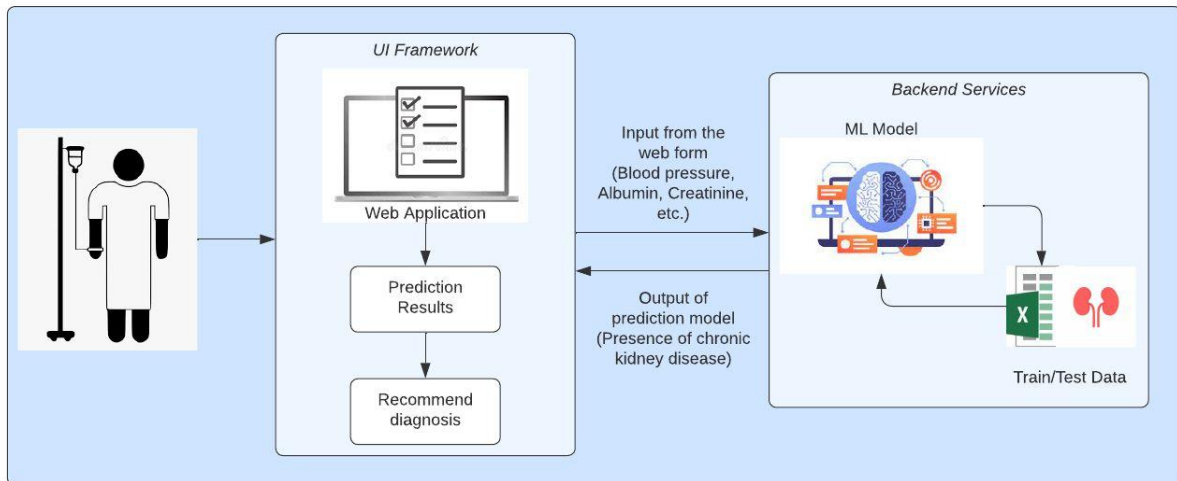 UI Framework
Web Application
Prediction
Results
Recommend
diagnosis
Input from the
web form
(Blood pressure,
Albumin, Creatinine,
etc.)
Output of
prediction model
(Presence of chronic
kidney disease)
Backend Services
ML Model
X
Train/Test Data